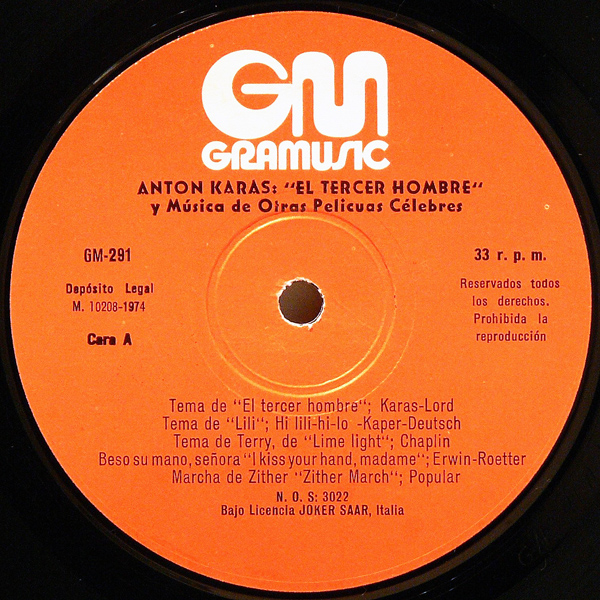 GM
GRAMUSIC
ANTON KARAS: "EL TERCER HOMBRE"
y Música de Otras Pelicuas Célebres
GM-291
33 r. p. m.
Depósito Legal
M. 10208-1974
Cara A
Reservados todos
los derechos.
Prohibida la
reproducción
Tema de "El tercer hombre"; Karas-Lord
Tema de "Lili"; Hi lili-hi-lo -Kaper-Deutsch
Tema de Terry, de "Lime light"; Chaplin
Beso su mano, señora "I kiss your hand, madame"; Erwin-Roetter
Marcha de Zither "Zither March"; Popular
N. O. S: 3022
Bajo Licencia JOKER SAAR, Italia